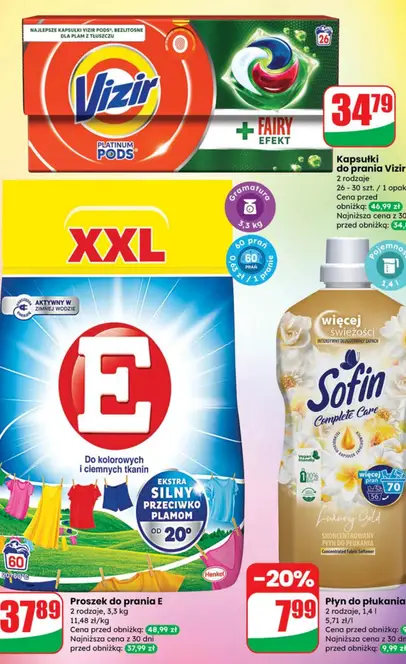 NAJLEPSZE KAPSUŁKI VIZIR PODS®, BEZLITOSNE
DLA PLAM Z TŁUSZCZU
Vizir
PLATINUM
PODS
+ FAIRY
EFEKT
26
34 79
Kapsułki
do prania Vizir
2 rodzaje
26 - 30 szt. / 1 opak
Cena przed
obniżką: 46,99 zł
Najniższa cena z 30
przed obniżką: 34,
Gramatura
3,3 kg
60 prań
60
PRAŃ
0,63 zł / 1 pranie
Pojemność
1,4 l
XXL
AKTYWNY W
ZIMNEJ WODZIE
E
Do kolorowych
i ciemnych tkanin
EKSTRA
SILNY
PRZECIWKO
PLAMOM
OD 20°
60
Henkel
więcej
świeżości
Sofin
Complete Care
więcej
prań
70
56
Luxury Gold
SKONCENTROWANY
PŁYN DO PŁUKANIA
Concentrated Fabric Softener
37 89
Proszek do prania E
2 rodzaje, 3,3 kg
11,48 zł/kg
Cena przed obniżką: 48,99 zł
Najniższa cena z 30 dni
przed obniżką: 37,99 zł
-20%
7 99
Płyn do płukania
2 rodzaje, 1,4 l
5,71 zł/l
Cena przed obniżką: 9,
Najniższa cena z 30 dni
przed obniżką: 9,99 zł